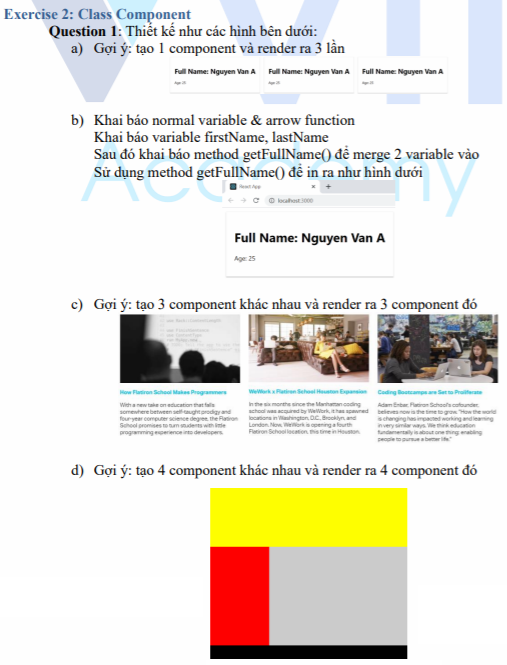 Exercise 2: Class Component
Question 1: Thiết kế như các hình bên dưới:
a) Gợi ý: tạo 1 component và render ra 3 lần
Full Name: Nguyen Van A Full Name: Nguyen Van A Full Name: Nguyen Van A
Age: 25 Age: 25 Age: 25
b) Khai báo normal variable & arrow function
Khai báo variable firstName, lastName
Sau đó khai báo method getFullName() để merge 2 variable vào
Sử dụng method getFullName() để in ra như hình dưới
React App
localhost:3000
Full Name: Nguyen Van A
Age: 25
c) Gợi ý: tạo 3 component khác nhau và render ra 3 component đó
How Flatiron School Makes Programmers
With a new take on education that falls
somewhere between self-taught prodigy and
four-year computer science degree, the Flatiron
School promises to turn students with little
programming experience into developers.
WeWork x Flatiron School Houston Expansion
In the six months since the Manhattan coding
school was acquired by WeWork, it has spawned
locations in Washington, D.C., Brooklyn, and
London. Now, WeWork is opening a fourth
Flatiron School location, this time in Houston.
Coding Bootcamps are Set to Proliferate
Adam Enbar, Flatiron School's cofounder,
believes now is the time to grow. "How the world
is changing has impacted working and learning
in very similar ways. We think education
fundamentally is about one thing: enabling
people to pursue a better life."
d) Gợi ý: tạo 4 component khác nhau và render ra 4 component đó
Academy